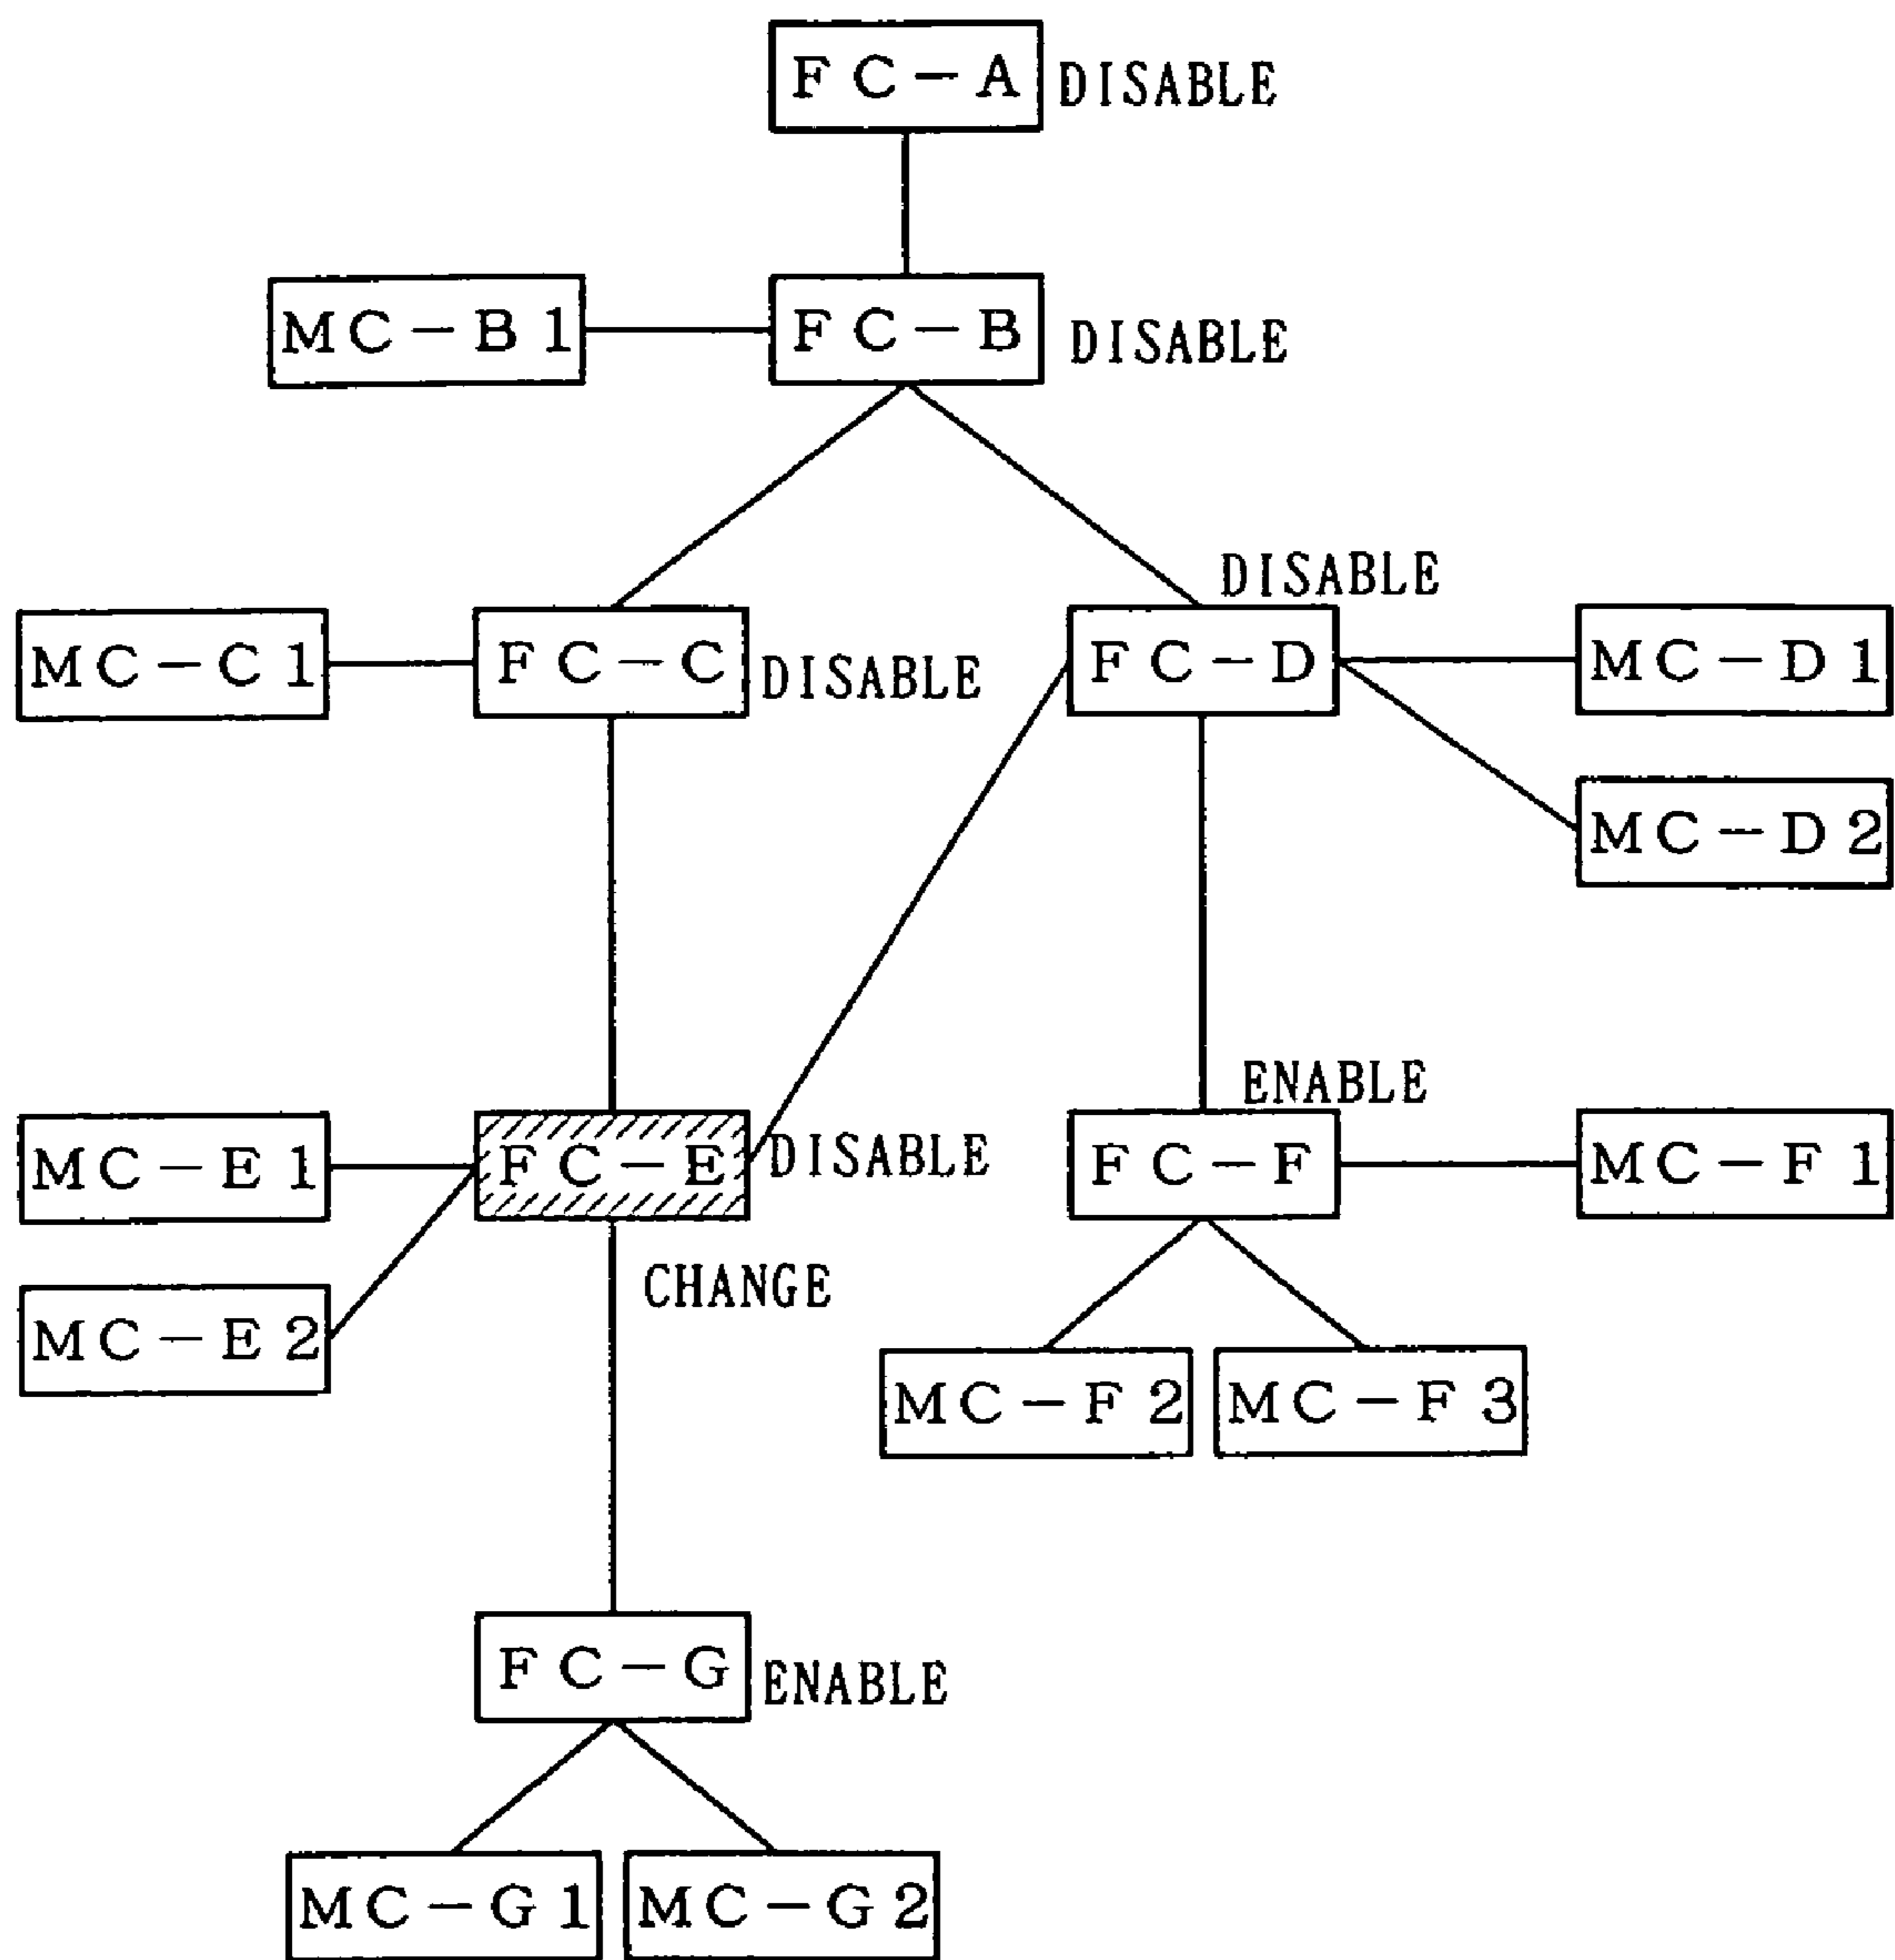 FC-A DISABLE
MC-B1 FC-B DISABLE
DISABLE
MC-C1 FC-C DISABLE FC-D MC-D1
MC-D2
ENABLE
MC-E1 FC-E DISABLE FC-F MC-F1
CHANGE
MC-E2
MC-F2 MC-F3
FC-G ENABLE
MC-G1 MC-G2